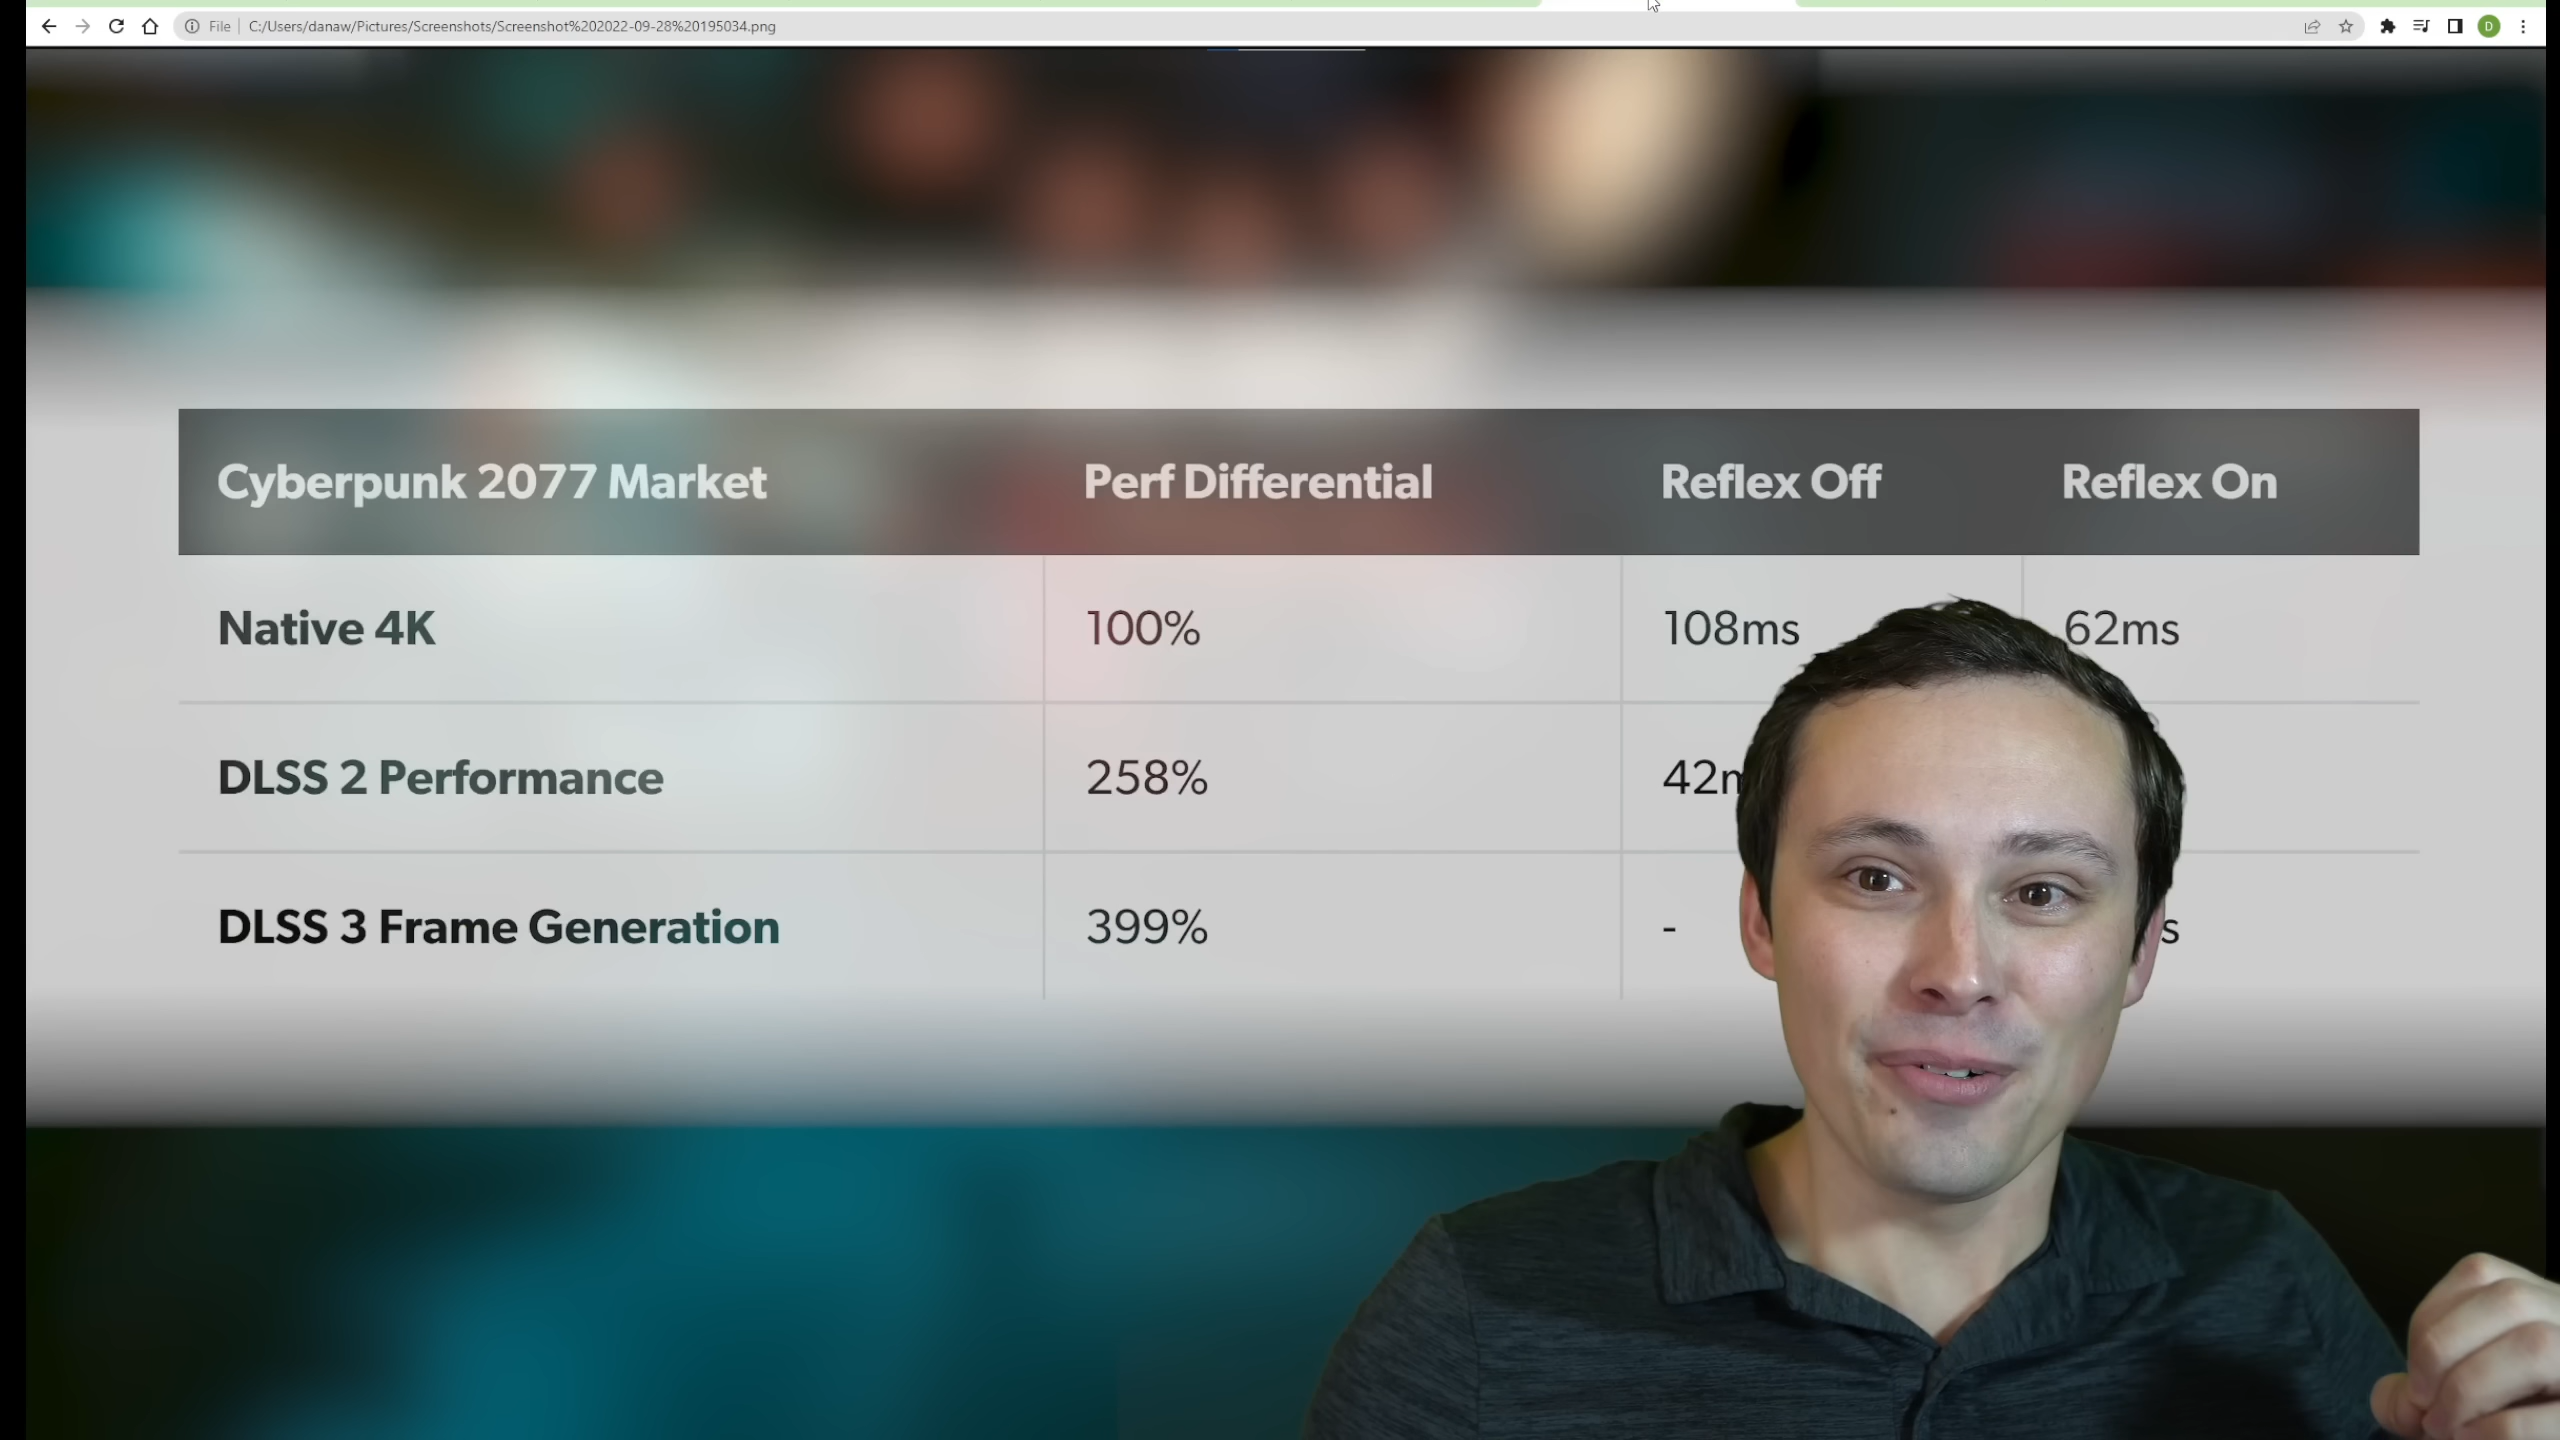 File C:/Users/danaw/Pictures/Screenshots/Screenshot%202022-09-28%20195034.png
D
Cyberpunk 2077 Market Perf Differential Reflex Off Reflex On
Native 4K 100% 108ms 62ms
DLSS 2 Performance 258%
DLSS 3 Frame Generation 399% -